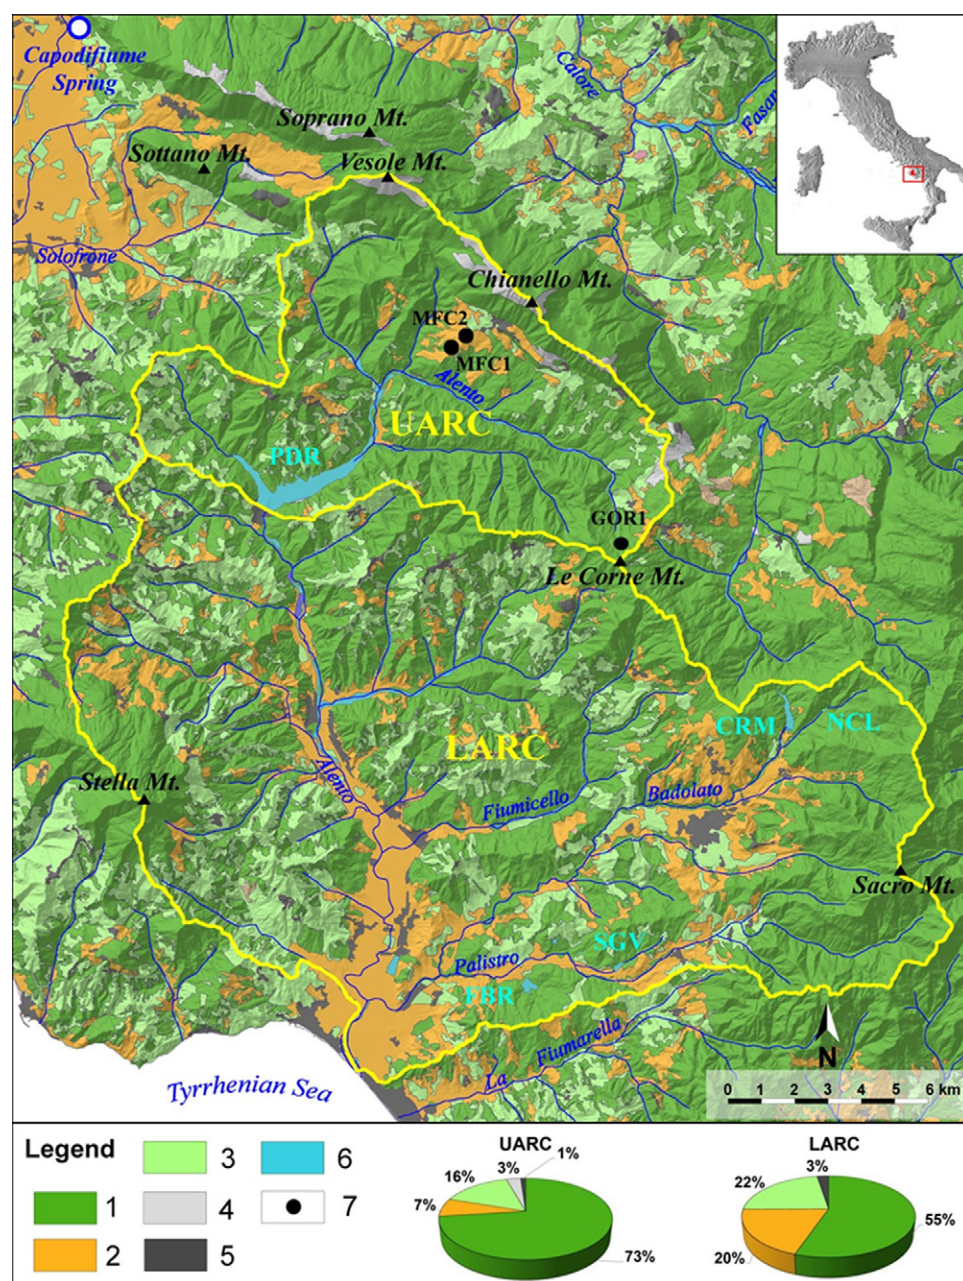 Capodifiume
Spring
Calore
Fasan
Soprano Mt.
Sottano Mt.
Vesole Mt.
Solofrone
Chianello Mt.
MFC2
MFC1
Alento
UARC
PDR
GOR1
Le Corne Mt.
LARC
CRM
NCL
Stella Mt.
Alento
Fiumicello
Badolato
Sacro Mt.
SGV
Palistro
FBR
La Fiumarella
N
Tyrrhenian Sea
0 1 2 3 4 5 6 km
Legend
1
2
3
4
5
6
7
UARC
1%
3%
16%
7%
73%
LARC
3%
22%
55%
20%